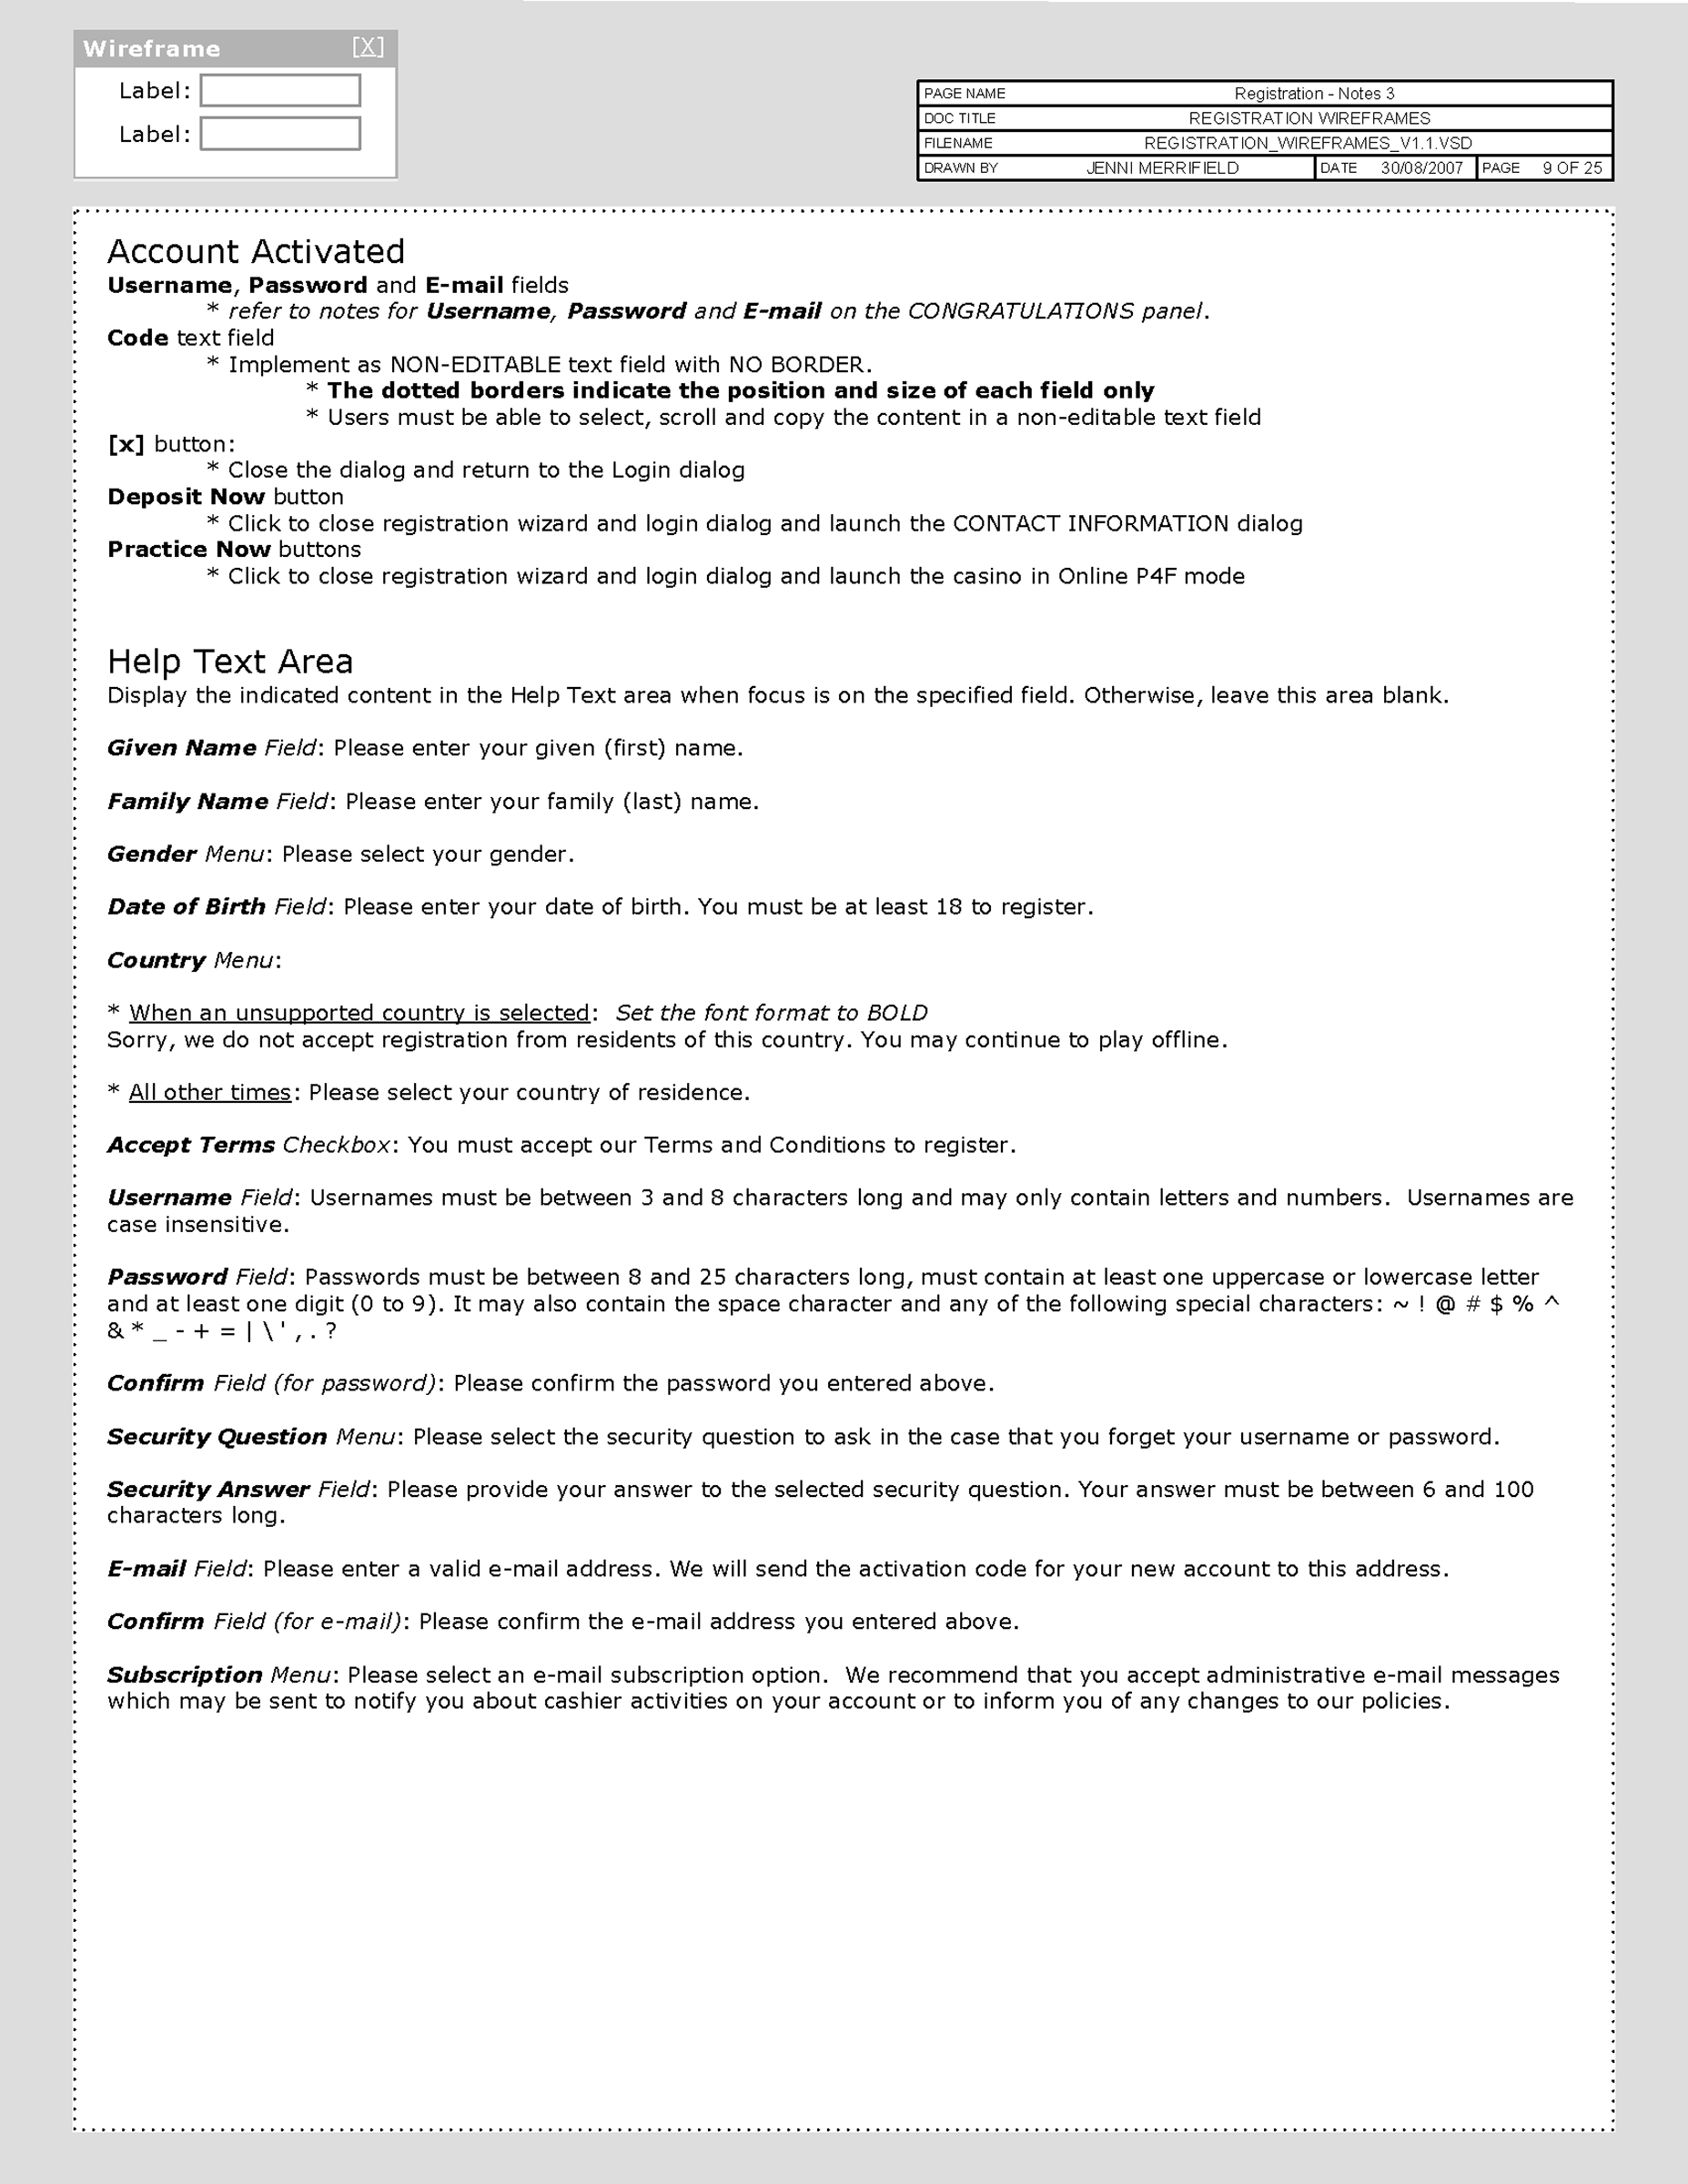 Wireframe [X]
Label:
Label:
PAGE NAME Registration - Notes 3
DOC TITLE REGISTRATION WIREFRAMES
FILENAME REGISTRATION_WIREFRAMES_V1.1.VSD
DRAWN BY JENNI MERRIFIELD DATE 30/08/2007 PAGE 9 OF 25
Account Activated
Username, Password and E-mail fields
* refer to notes for Username, Password and E-mail on the CONGRATULATIONS panel.
Code text field
* Implement as NON-EDITABLE text field with NO BORDER.
* The dotted borders indicate the position and size of each field only
* Users must be able to select, scroll and copy the content in a non-editable text field
[x] button:
* Close the dialog and return to the Login dialog
Deposit Now button
* Click to close registration wizard and login dialog and launch the CONTACT INFORMATION dialog
Practice Now buttons
* Click to close registration wizard and login dialog and launch the casino in Online P4F mode
Help Text Area
Display the indicated content in the Help Text area when focus is on the specified field. Otherwise, leave this area blank.
Given Name Field: Please enter your given (first) name.
Family Name Field: Please enter your family (last) name.
Gender Menu: Please select your gender.
Date of Birth Field: Please enter your date of birth. You must be at least 18 to register.
Country Menu:
* When an unsupported country is selected:  Set the font format to BOLD
Sorry, we do not accept registration from residents of this country. You may continue to play offline.
* All other times: Please select your country of residence.
Accept Terms Checkbox: You must accept our Terms and Conditions to register.
Username Field: Usernames must be between 3 and 8 characters long and may only contain letters and numbers.  Usernames are
case insensitive.
Password Field: Passwords must be between 8 and 25 characters long, must contain at least one uppercase or lowercase letter
and at least one digit (0 to 9). It may also contain the space character and any of the following special characters: ~ ! @ # $ % ^
& * _ - + = | \ ' , . ?
Confirm Field (for password): Please confirm the password you entered above.
Security Question Menu: Please select the security question to ask in the case that you forget your username or password.
Security Answer Field: Please provide your answer to the selected security question. Your answer must be between 6 and 100
characters long.
E-mail Field: Please enter a valid e-mail address. We will send the activation code for your new account to this address.
Confirm Field (for e-mail): Please confirm the e-mail address you entered above.
Subscription Menu: Please select an e-mail subscription option.  We recommend that you accept administrative e-mail messages
which may be sent to notify you about cashier activities on your account or to inform you of any changes to our policies.